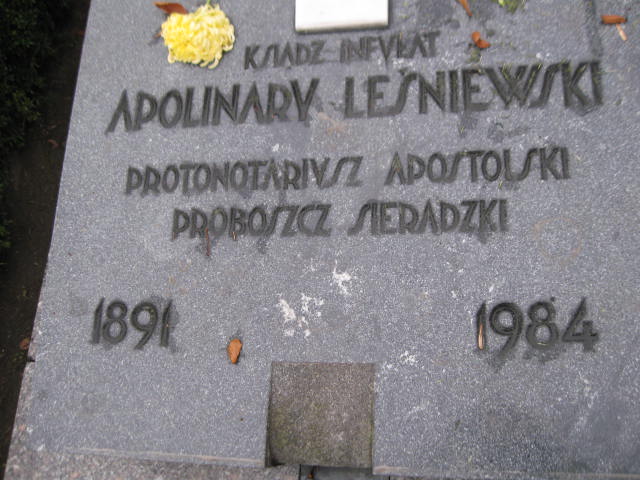 KSIĄDZ INFUŁAT
APOLINARY LEŚNIEWSKI
PROTONOTARIUSZ APOSTOLSKI
PROBOSZCZ SIERADZKI
1891 1984